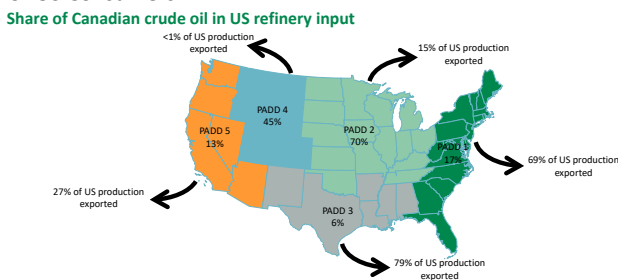 Share of Canadian crude oil in US refinery input
<1% of US production
exported
15% of US production
exported
PADD 4
45%
PADD 5
13%
PADD 2
70%
PADD 1
17%
69% of US production
exported
27% of US production
exported
PADD 3
6%
79% of US production
exported